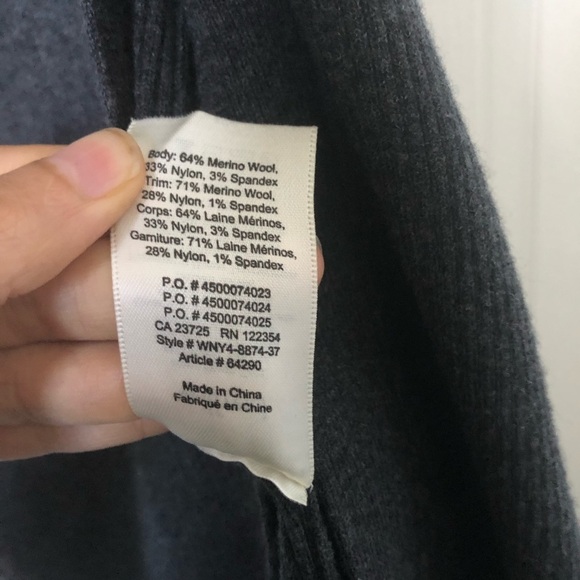 Body: 64% Merino Wool,
33% Nylon, 3% Spandex
Trim: 71% Merino Wool,
28% Nylon, 1% Spandex
Corps: 64% Laine Mérinos,
33% Nylon, 3% Spandex
Garniture: 71% Laine Mérinos,
28% Nylon, 1% Spandex
P.O. # 4500074023
P.O. # 4500074024
P.O. # 4500074025
CA 23725 RN 122354
Style # WNY4-8874-37
Article # 64290
Made in China
Fabriqué en Chine